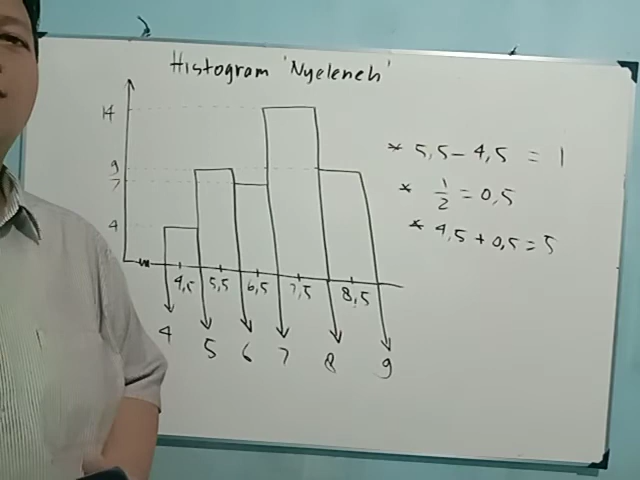 Histogram 'Nyeleneh'
14
9
7
4
4,5 5,5 6,5 7,5 8,5
4 5 6 7 8 9
* 5,5 - 4,5 = 1
* 1/2 = 0,5
* 4,5 + 0,5 = 5